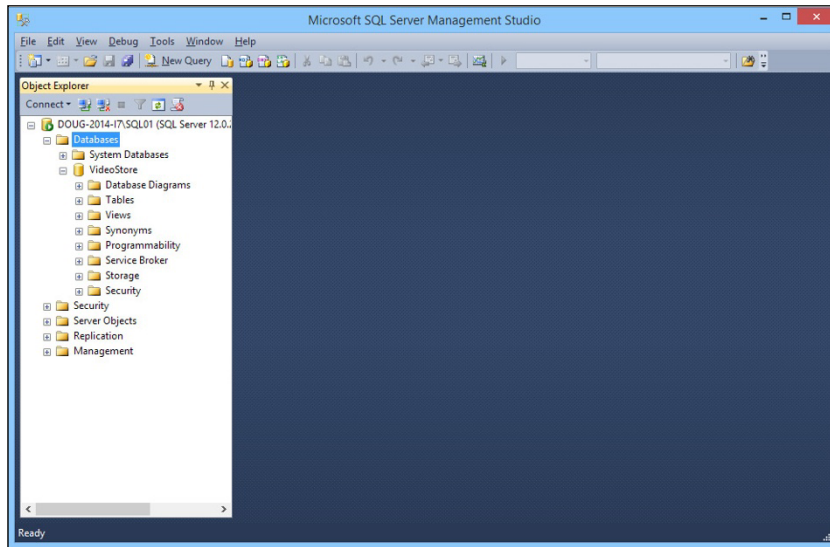 Microsoft SQL Server Management Studio
File Edit View Debug Tools Window Help
New Query
Object Explorer
Connect
DOUG-2014-I7\SQL01 (SQL Server 12.0.
Databases
System Databases
VideoStore
Database Diagrams
Tables
Views
Synonyms
Programmability
Service Broker
Storage
Security
Security
Server Objects
Replication
Management
Ready